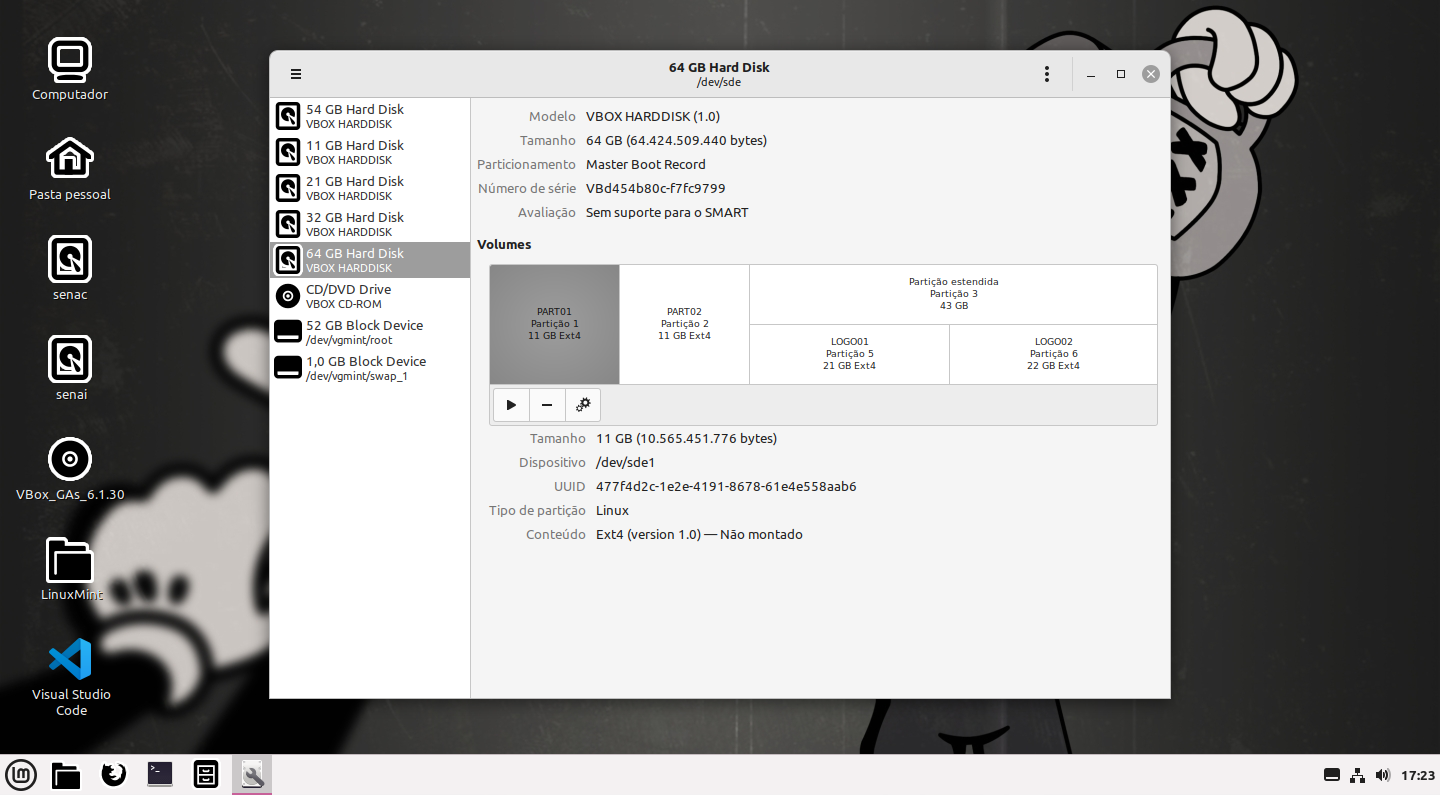 Computador
Pasta pessoal
senac
senai
VBox_GAs_6.1.30
LinuxMint
Visual Studio
Code
64 GB Hard Disk
/dev/sde
54 GB Hard Disk
VBOX HARDDISK
11 GB Hard Disk
VBOX HARDDISK
21 GB Hard Disk
VBOX HARDDISK
32 GB Hard Disk
VBOX HARDDISK
64 GB Hard Disk
VBOX HARDDISK
CD/DVD Drive
VBOX CD-ROM
52 GB Block Device
/dev/vgmint/root
1,0 GB Block Device
/dev/vgmint/swap_1
Modelo VBOX HARDDISK (1.0)
Tamanho 64 GB (64.424.509.440 bytes)
Particionamento Master Boot Record
Número de série VBd454b80c-f7fc9799
Avaliação Sem suporte para o SMART
Volumes
PART01
Partição 1
11 GB Ext4
PART02
Partição 2
11 GB Ext4
Partição estendida
Partição 3
43 GB
LOGO01
Partição 5
21 GB Ext4
LOGO02
Partição 6
22 GB Ext4
Tamanho 11 GB (10.565.451.776 bytes)
Dispositivo /dev/sde1
UUID 477f4d2c-1e2e-4191-8678-61e4e558aab6
Tipo de partição Linux
Conteúdo Ext4 (version 1.0) — Não montado
17:23